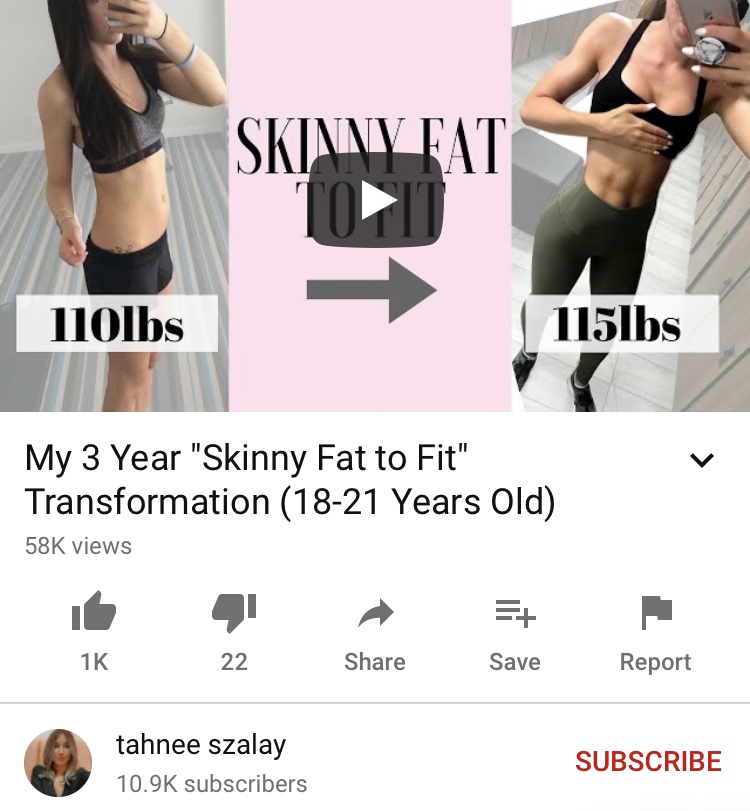 SKINNY FAT
TO FIT
110lbs
115lbs
My 3 Year "Skinny Fat to Fit"
Transformation (18-21 Years Old)
58K views
1K
22
Share
Save
Report
tahnee szalay
10.9K subscribers
SUBSCRIBE